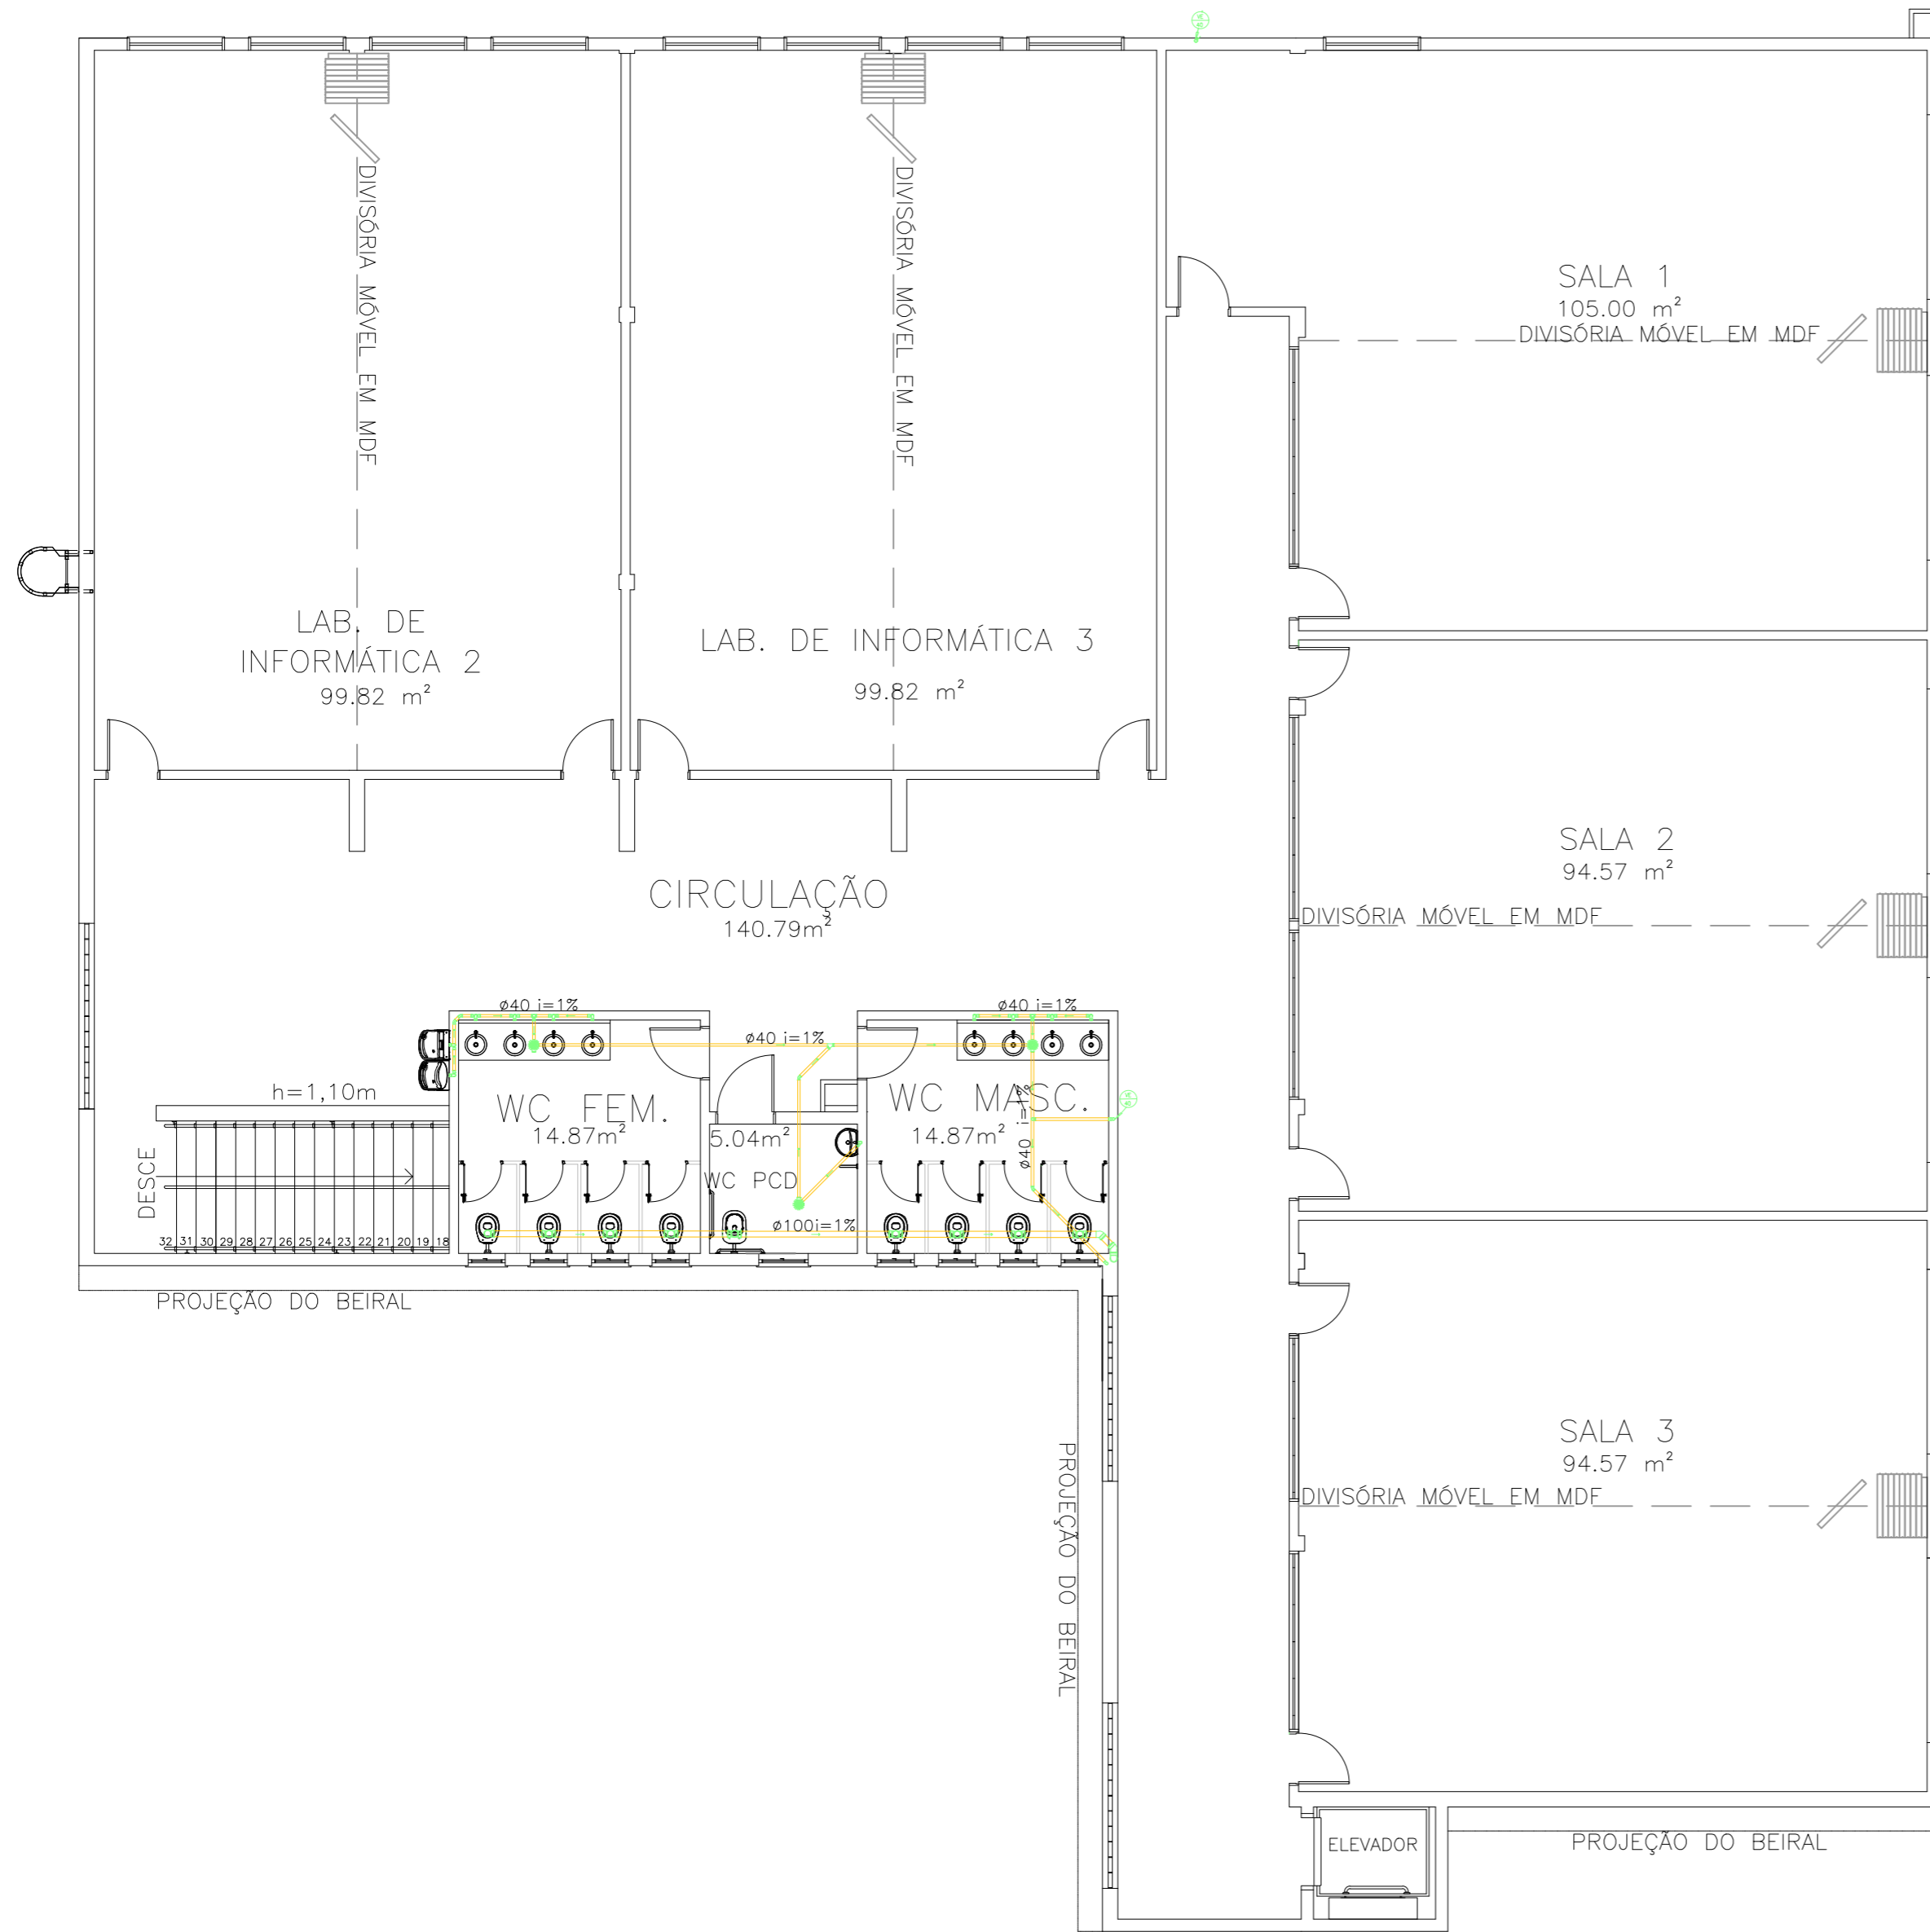 DIVISÓRIA MÓVEL EM MDF
DIVISÓRIA MÓVEL EM MDF
SALA 1
105.00 m²
DIVISÓRIA MÓVEL EM MDF
LAB. DE
INFORMÁTICA 2
99.82 m²
LAB. DE INFORMÁTICA 3
99.82 m²
SALA 2
94.57 m²
DIVISÓRIA MÓVEL EM MDF
CIRCULAÇÃO
140.79m²
ø40 i=1%
ø40 i=1%
ø40 i=1%
h=1,10m
WC FEM.
14.87m²
5.04m²
WC PCD
WC MASC.
14.87m²
ø40 i=1%
DESCE
ø100i=1%
32 31 30 29 28 27 26 25 24 23 22 21 20 19 18
PROJEÇÃO DO BEIRAL
SALA 3
94.57 m²
DIVISÓRIA MÓVEL EM MDF
PROJEÇÃO DO BEIRAL
ELEVADOR
PROJEÇÃO DO BEIRAL